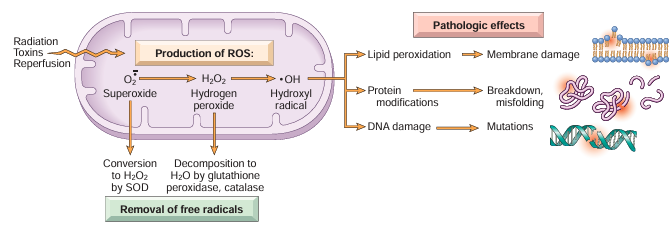 Pathologic effects
Radiation
Toxins
Reperfusion
Production of ROS:
O₂•̄
Superoxide
H₂O₂
Hydrogen
peroxide
•OH
Hydroxyl
radical
Lipid peroxidation
Membrane damage
Protein
modifications
Breakdown,
misfolding
DNA damage
Mutations
Conversion
to H₂O₂
by SOD
Decomposition to
H₂O by glutathione
peroxidase, catalase
Removal of free radicals